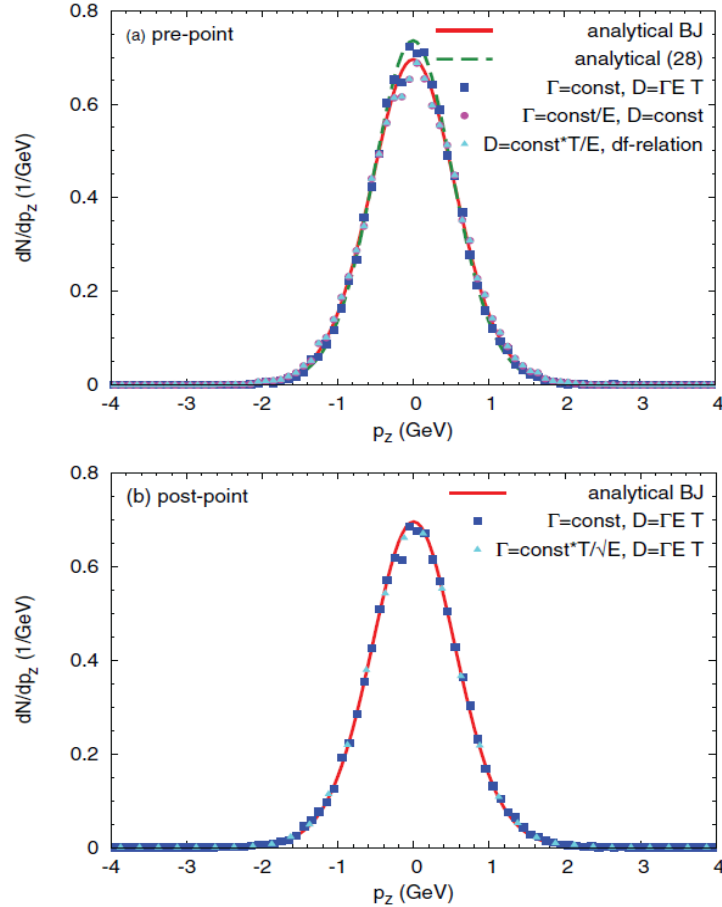 (a) pre-point
analytical BJ
analytical (28)
Γ=const, D=ΓE T
Γ=const/E, D=const
D=const*T/E, df-relation
dN/dp_z (1/GeV)
0.8
0.6
0.4
0.2
0
-4 -3 -2 -1 0 1 2 3 4
p_z (GeV)
(b) post-point
analytical BJ
Γ=const, D=ΓE T
Γ=const*T/√E, D=ΓE T
dN/dp_z (1/GeV)
0.8
0.6
0.4
0.2
0
-4 -3 -2 -1 0 1 2 3 4
p_z (GeV)